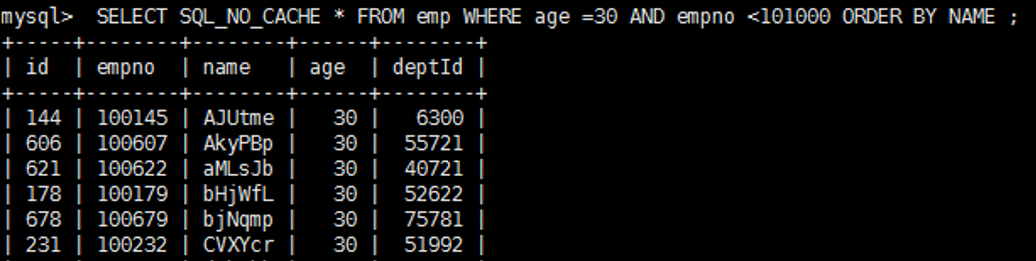 mysql>  SELECT SQL_NO_CACHE * FROM emp WHERE age =30 AND empno <101000 ORDER BY NAME ;
+-----+--------+--------+------+--------+
| id  | empno  | name   | age  | deptId |
+-----+--------+--------+------+--------+
| 144 | 100145 | AJUtme |   30 |   6300 |
| 606 | 100607 | AkyPBp |   30 |  55721 |
| 621 | 100622 | aMLsJb |   30 |  40721 |
| 178 | 100179 | bHjWfL |   30 |  52622 |
| 678 | 100679 | bjNqmp |   30 |  75781 |
| 231 | 100232 | CVXYcr |   30 |  51992 |